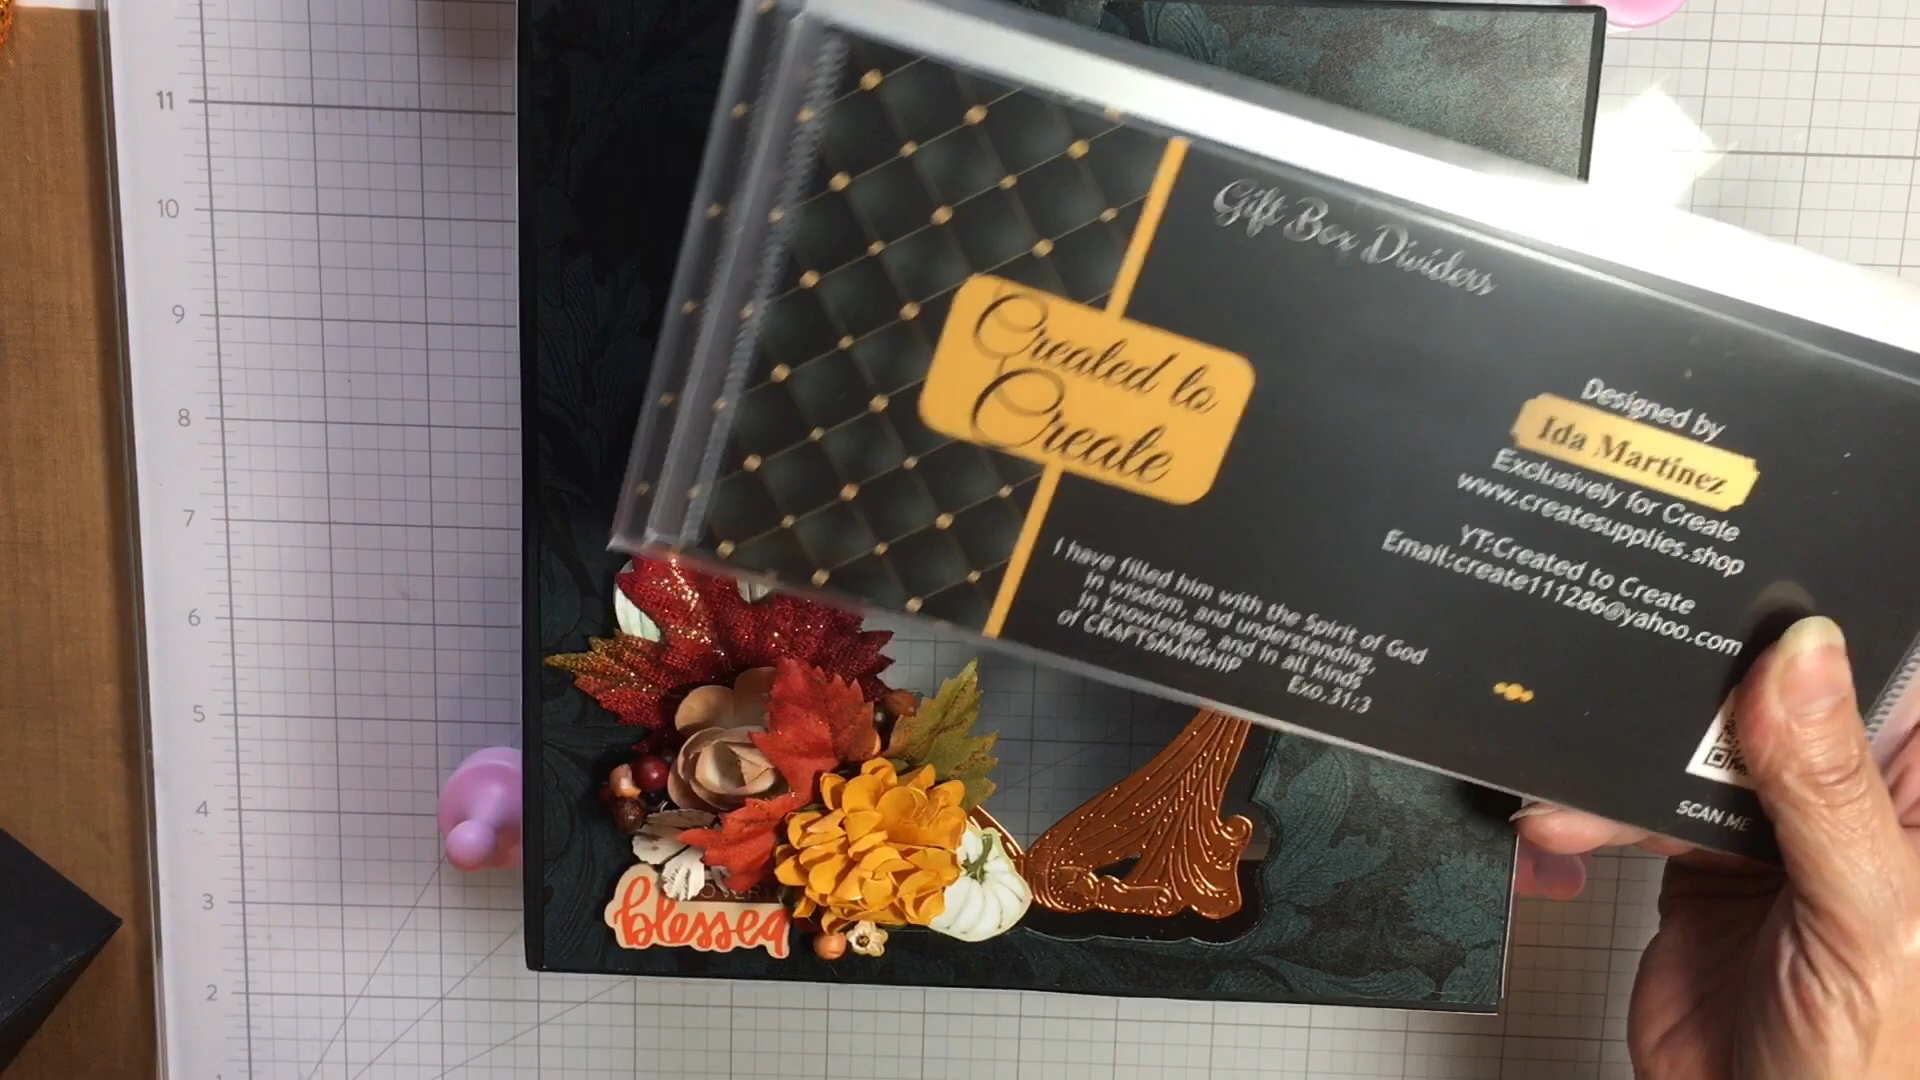 Gift Box Dividers
Created to
Create
Designed by
Ida Martinez
Exclusively for Create
www.createsupplies.shop
YT:Created to Create
Email:create111286@yahoo.com
I have filled him with the Spirit of God
in wisdom, and understanding,
in knowledge, and in all kinds
of CRAFTSMANSHIP
Exo.31:3
SCAN ME
blessed
11
10
9
8
7
6
5
4
3
2
1